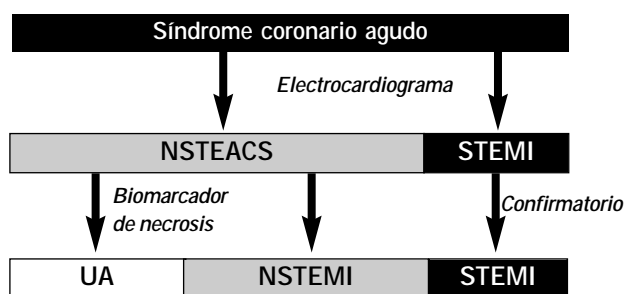 Síndrome coronario agudo
Electrocardiograma
NSTEACS
STEMI
Biomarcador
de necrosis
Confirmatorio
UA
NSTEMI
STEMI